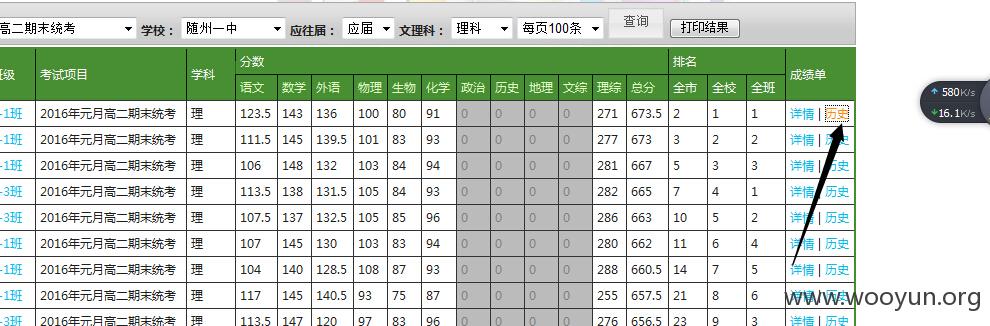 高二期末统考 学校： 随州一中 应往届： 应届 文理科： 理科 每页100条 查询 打印结果
班级 考试项目 学科 分数 排名 成绩单
语文 数学 外语 物理 生物 化学 政治 历史 地理 文综 理综 总分 全市 全校 全班
-1班 2016年元月高二期末统考 理 123.5 143 136 100 80 91 0 0 0 0 271 673.5 2 1 1 详情 | 历史
-1班 2016年元月高二期末统考 理 111.5 145 139.5 101 83 93 0 0 0 0 277 673 3 2 2 详情 | 历史
-1班 2016年元月高二期末统考 理 106 148 132 103 84 94 0 0 0 0 281 667 5 3 3 详情 | 历史
-3班 2016年元月高二期末统考 理 113.5 138 131.5 105 84 93 0 0 0 0 282 665 7 4 1 详情 | 历史
-3班 2016年元月高二期末统考 理 107.5 137 132.5 105 85 96 0 0 0 0 286 663 10 5 2 详情 | 历史
-1班 2016年元月高二期末统考 理 107 145 130 103 83 94 0 0 0 0 280 662 11 6 4 详情 | 历史
-1班 2016年元月高二期末统考 理 104 140 128.5 108 87 93 0 0 0 0 288 660.5 14 7 5 详情 | 历史
-1班 2016年元月高二期末统考 理 117 145 140.5 93 75 87 0 0 0 0 255 657.5 21 8 6 详情 | 历史
-3班 2016年元月高二期末统考 理 113.5 147 120 97 83 96 0 0 0 0 276 656.5 23 9 3 详情 | 历史
580K/s
16.1K/s
www.wooyun.org